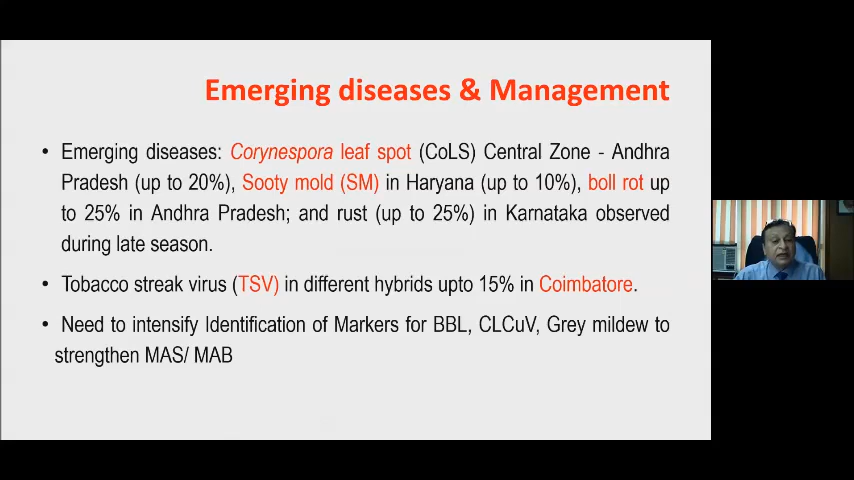 Emerging diseases & Management
• Emerging diseases: Corynespora leaf spot (CoLS) Central Zone - Andhra
Pradesh (up to 20%), Sooty mold (SM) in Haryana (up to 10%), boll rot up
to 25% in Andhra Pradesh; and rust (up to 25%) in Karnataka observed
during late season.
• Tobacco streak virus (TSV) in different hybrids upto 15% in Coimbatore.
• Need to intensify Identification of Markers for BBL, CLCuV, Grey mildew to
strengthen MAS/ MAB